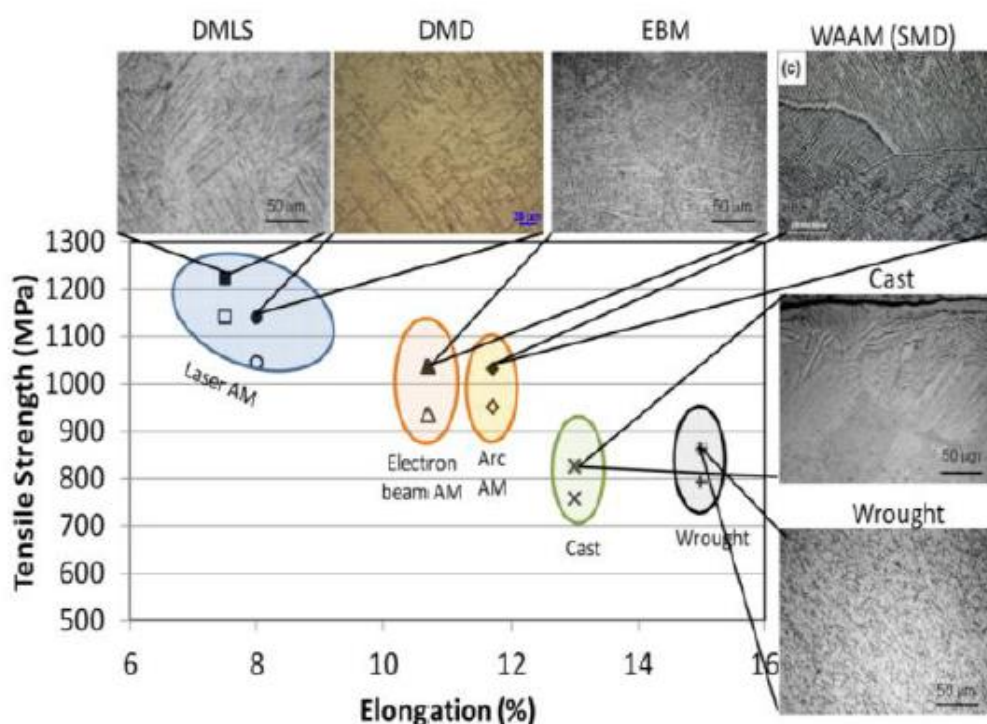 DMLS
DMD
EBM
WAAM (SMD)
(c)
50 µm
20 µm
50 µm
1300
1200
1100
1000
900
800
700
600
500
Tensile Strength (MPa)
Laser AM
Electron
beam AM
Arc
AM
Cast
Wrought
Cast
50 µm
Wrought
50 µm
6
8
10
12
14
16
Elongation (%)